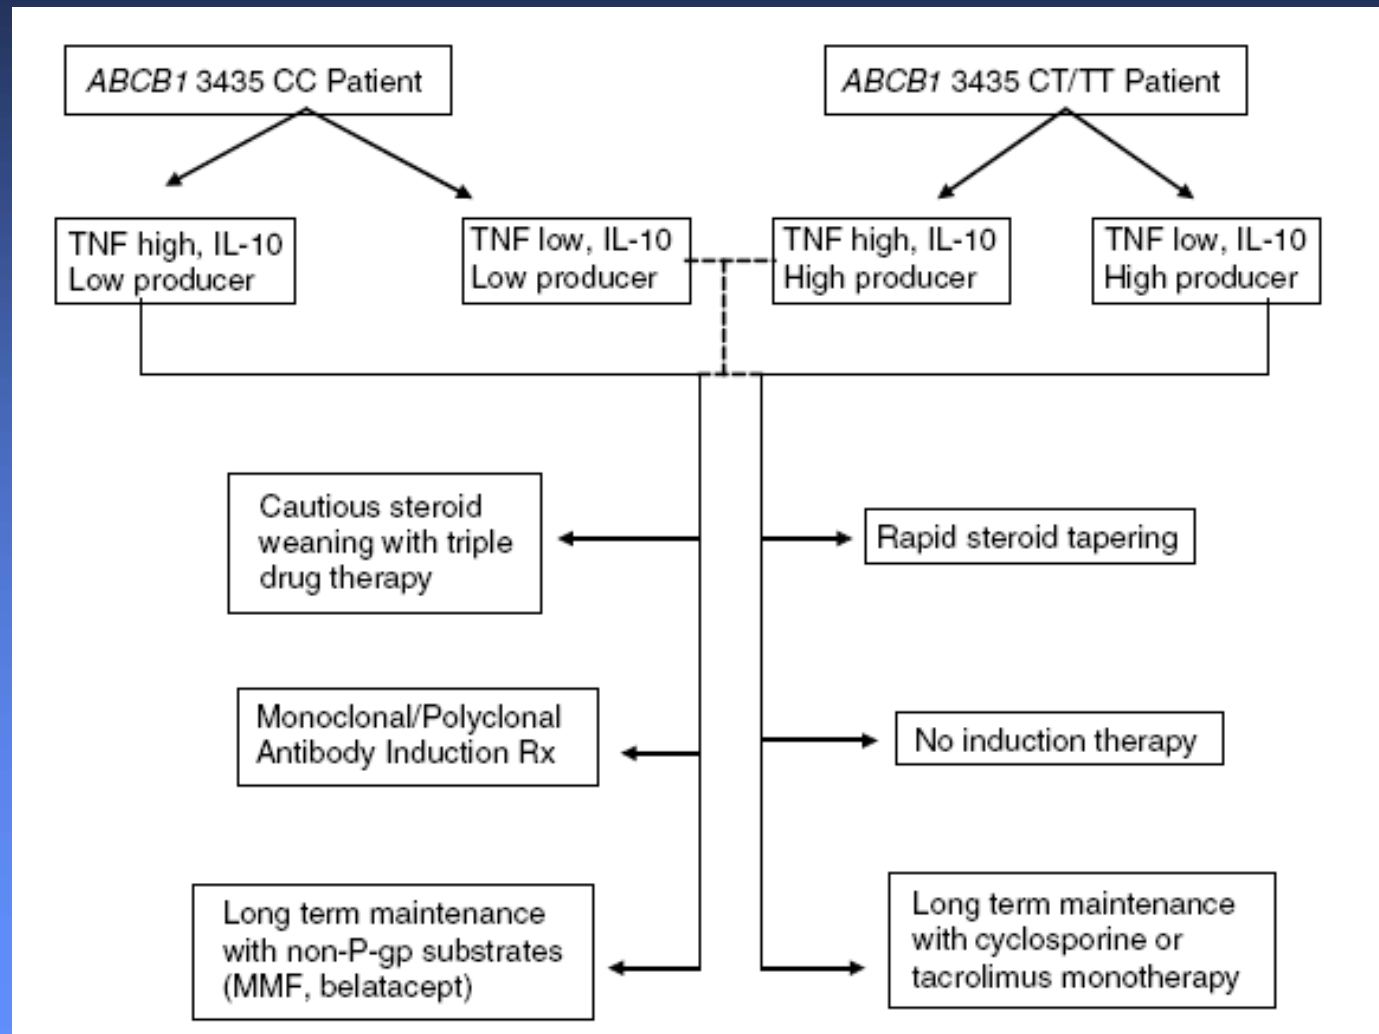 ABCB1 3435 CC Patient
ABCB1 3435 CT/TT Patient
TNF high, IL-10
Low producer
TNF low, IL-10
Low producer
TNF high, IL-10
High producer
TNF low, IL-10
High producer
Cautious steroid
weaning with triple
drug therapy
Rapid steroid tapering
Monoclonal/Polyclonal
Antibody Induction Rx
No induction therapy
Long term maintenance
with non-P-gp substrates
(MMF, belatacept)
Long term maintenance
with cyclosporine or
tacrolimus monotherapy